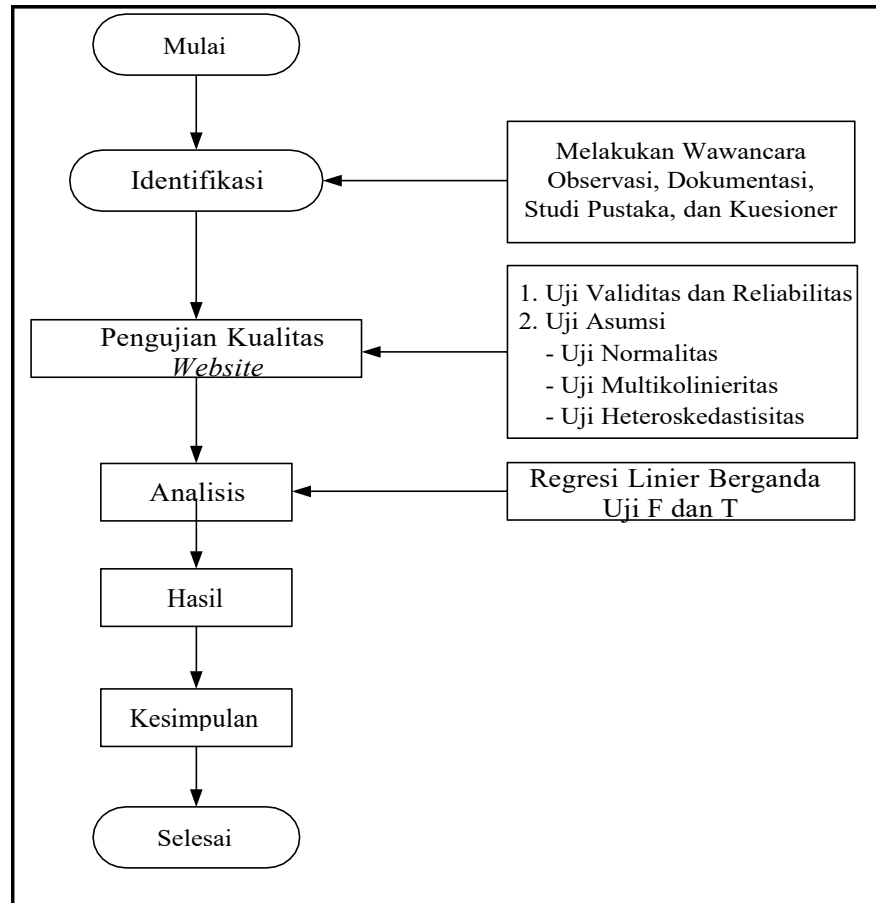 Mulai
Identifikasi
Melakukan Wawancara
Observasi, Dokumentasi,
Studi Pustaka, dan Kuesioner
Pengujian Kualitas
Website
1. Uji Validitas dan Reliabilitas
2. Uji Asumsi
- Uji Normalitas
- Uji Multikolinieritas
- Uji Heteroskedastisitas
Analisis
Regresi Linier Berganda
Uji F dan T
Hasil
Kesimpulan
Selesai